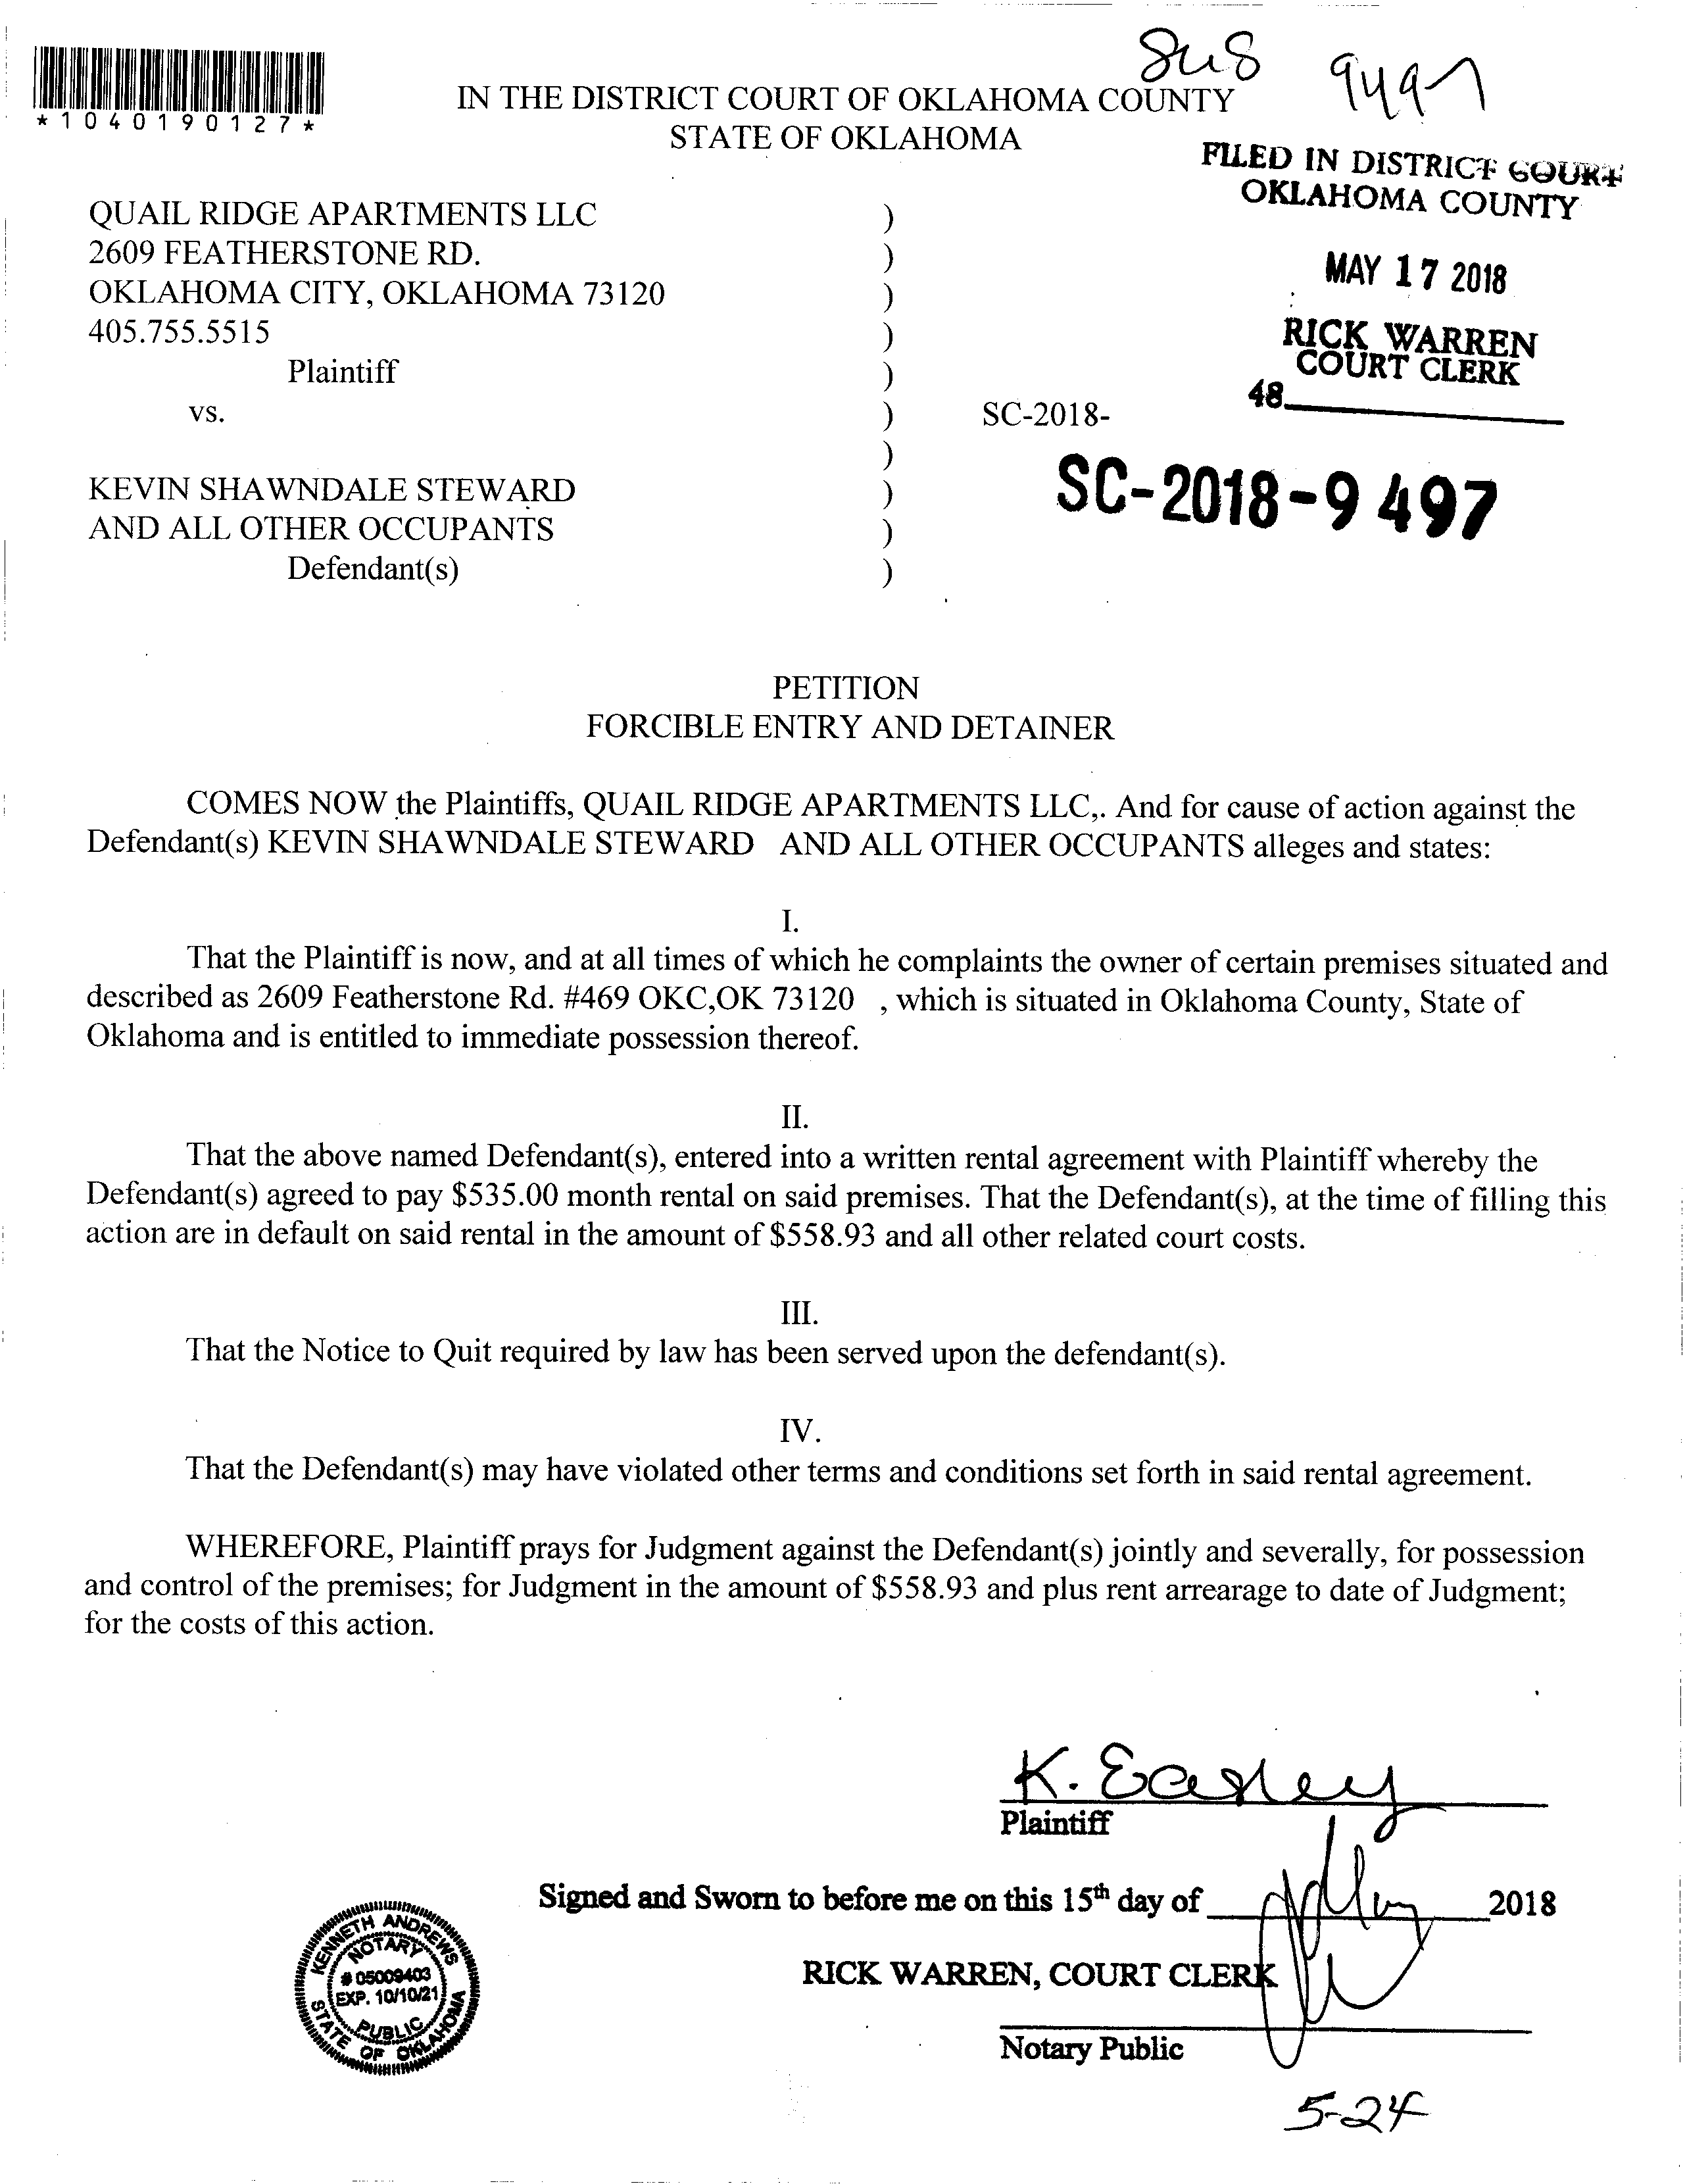 SUS 9497
*1040190127*
IN THE DISTRICT COURT OF OKLAHOMA COUNTY
STATE OF OKLAHOMA
FILED IN DISTRICT COURT
OKLAHOMA COUNTY
MAY 17 2018
RICK WARREN
COURT CLERK
48
QUAIL RIDGE APARTMENTS LLC )
2609 FEATHERSTONE RD. )
OKLAHOMA CITY, OKLAHOMA 73120 )
405.755.5515 )
Plaintiff )
vs. ) SC-2018-
)
SC-2018-9497
KEVIN SHAWNDALE STEWARD )
AND ALL OTHER OCCUPANTS )
Defendant(s) )
PETITION
FORCIBLE ENTRY AND DETAINER
COMES NOW the Plaintiffs, QUAIL RIDGE APARTMENTS LLC,. And for cause of action against the
Defendant(s) KEVIN SHAWNDALE STEWARD AND ALL OTHER OCCUPANTS alleges and states:
I.
That the Plaintiff is now, and at all times of which he complaints the owner of certain premises situated and
described as 2609 Featherstone Rd. #469 OKC,OK 73120 , which is situated in Oklahoma County, State of
Oklahoma and is entitled to immediate possession thereof.
II.
That the above named Defendant(s), entered into a written rental agreement with Plaintiff whereby the
Defendant(s) agreed to pay $535.00 month rental on said premises. That the Defendant(s), at the time of filling this
action are in default on said rental in the amount of $558.93 and all other related court costs.
III.
That the Notice to Quit required by law has been served upon the defendant(s).
IV.
That the Defendant(s) may have violated other terms and conditions set forth in said rental agreement.
WHEREFORE, Plaintiff prays for Judgment against the Defendant(s) jointly and severally, for possession
and control of the premises; for Judgment in the amount of $558.93 and plus rent arrearage to date of Judgment;
for the costs of this action.
K. Easley
Plaintiff
Signed and Sworn to before me on this 15th day of May 2018
RICK WARREN, COURT CLERK
Notary Public
KENNETH ANDREWS
NOTARY
# 05009403
EXP. 10/10/21
PUBLIC
STATE OF OKLAHOMA
5-24